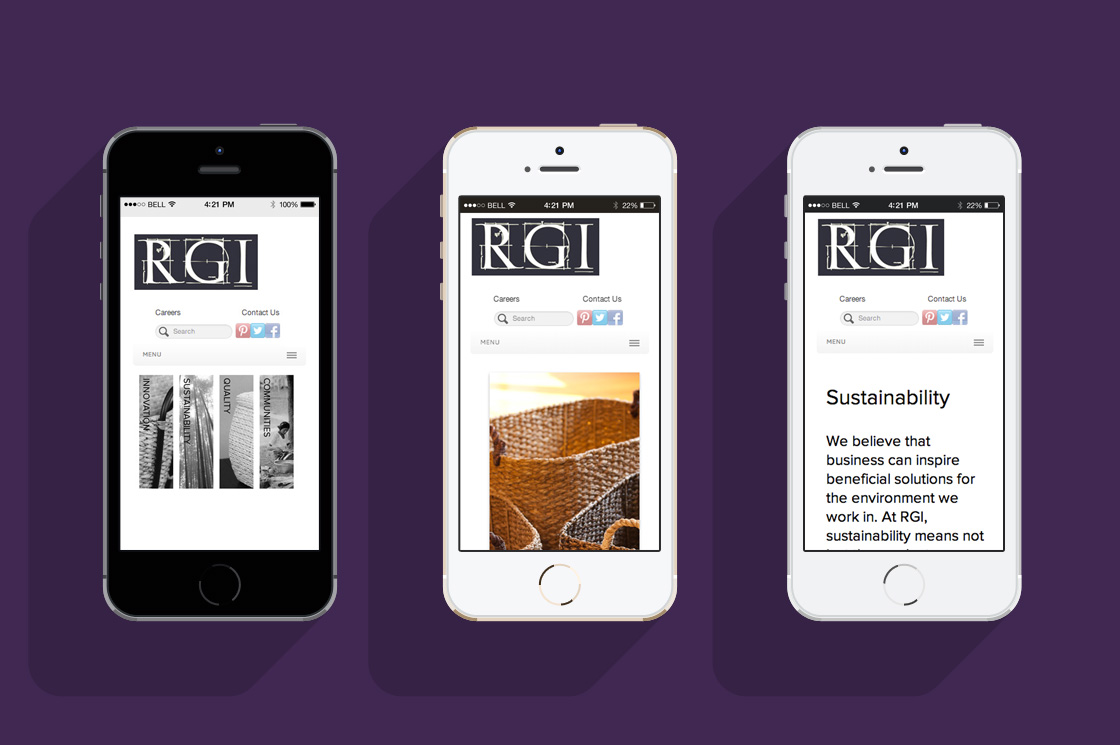 BELL 4:21 PM 100%
RGI
Careers Contact Us
Search
MENU
INNOVATION
SUSTAINABILITY
QUALITY
COMMUNITIES
BELL 4:21 PM 22%
RGI
Careers Contact Us
Search
MENU
BELL 4:21 PM 22%
RGI
Careers Contact Us
Search
MENU
Sustainability
We believe that
business can inspire
beneficial solutions for
the environment we
work in. At RGI,
sustainability means not